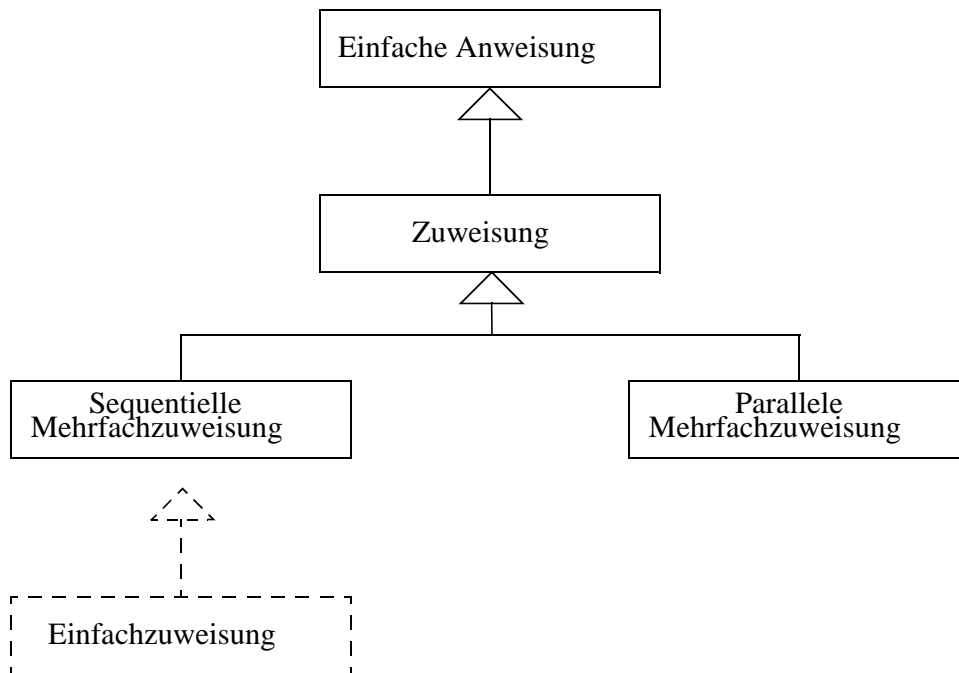 Einfache Anweisung
Zuweisung
Sequentielle
Mehrfachzuweisung
Parallele
Mehrfachzuweisung
Einfachzuweisung